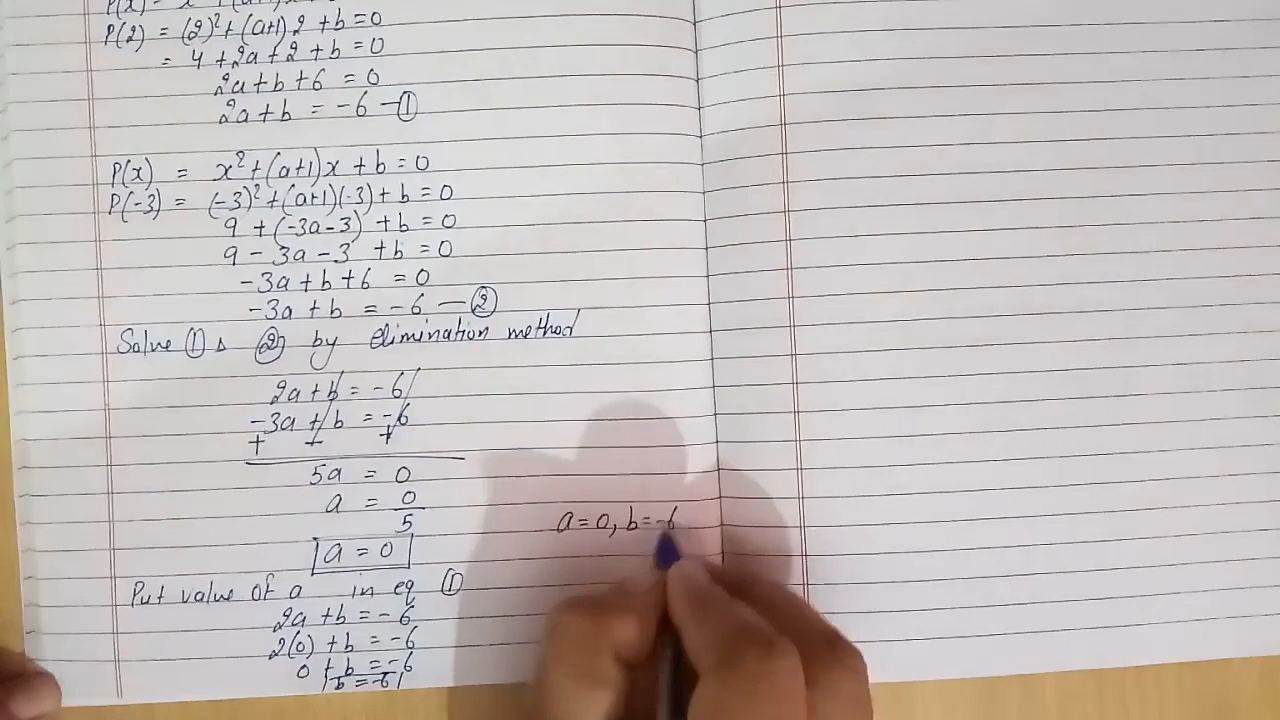 P(x) = x
P(2) = (2)² + (a+1) 2 + b = 0
= 4 + 2a + 2 + b = 0
2a + b + 6 = 0
2a + b = -6 — ①
P(x) = x² + (a+1)x + b = 0
P(-3) = (-3)² + (a+1)(-3) + b = 0
9 + (-3a-3) + b = 0
9 - 3a - 3 + b = 0
-3a + b + 6 = 0
-3a + b = -6 — ②
Solve ① & ② by elimination method
2a + b = -6
-3a + b = -6
+ - +
5a = 0
a = 0
5
a = 0
a = 0, b = -6
Put value of a in eq ①
2a + b = -6
2(0) + b = -6
0 + b = -6
b = -6